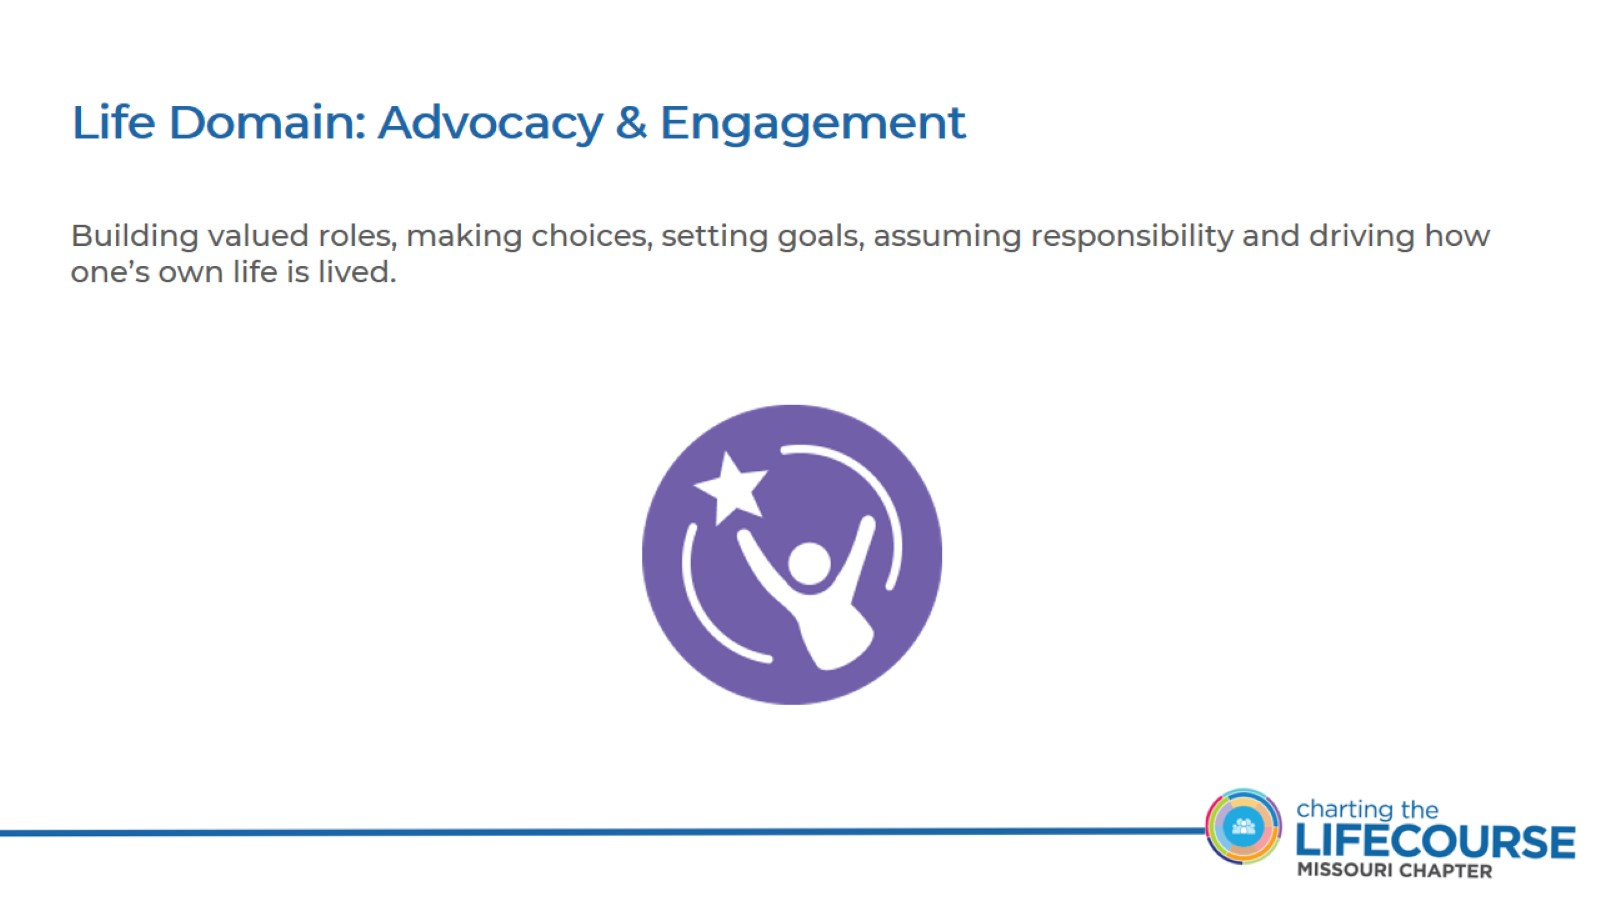 Life Domain: Advocacy & Engagement
Building valued roles, making choices, setting goals, assuming responsibility and driving how
one’s own life is lived.
charting the
LIFECOURSE
MISSOURI CHAPTER